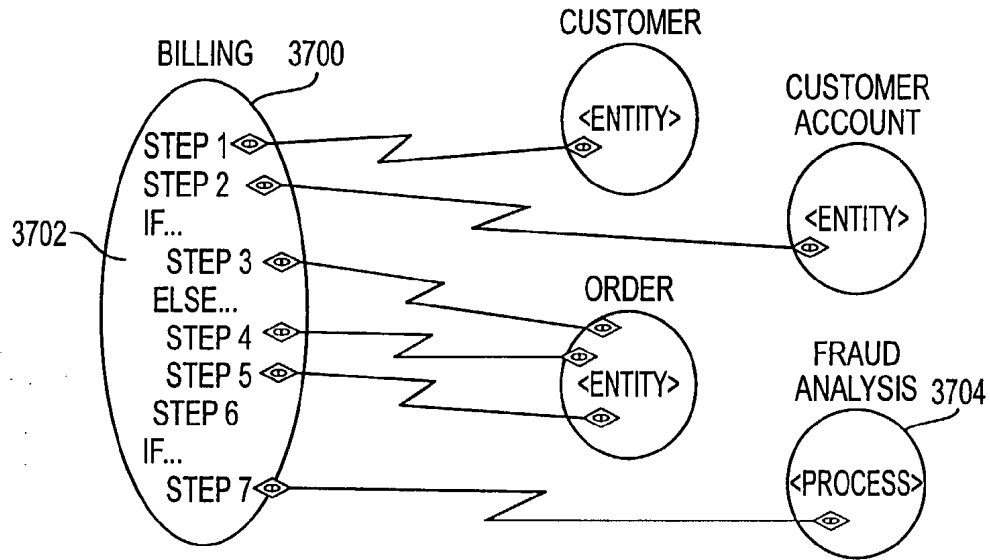 BILLING 3700
STEP 1
STEP 2
IF...
3702
STEP 3
ELSE...
STEP 4
STEP 5
STEP 6
IF...
STEP 7
CUSTOMER
<ENTITY>
CUSTOMER
ACCOUNT
<ENTITY>
ORDER
<ENTITY>
FRAUD
ANALYSIS 3704
<PROCESS>